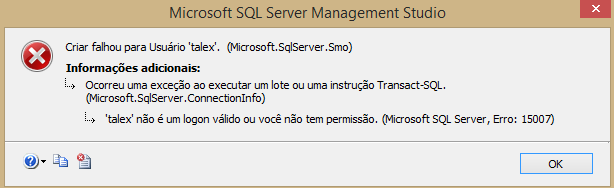 Microsoft SQL Server Management Studio
Criar falhou para Usuário 'talex'. (Microsoft.SqlServer.Smo)
Informações adicionais:
Ocorreu uma exceção ao executar um lote ou uma instrução Transact-SQL.
(Microsoft.SqlServer.ConnectionInfo)
'talex' não é um logon válido ou você não tem permissão. (Microsoft SQL Server, Erro: 15007)
OK